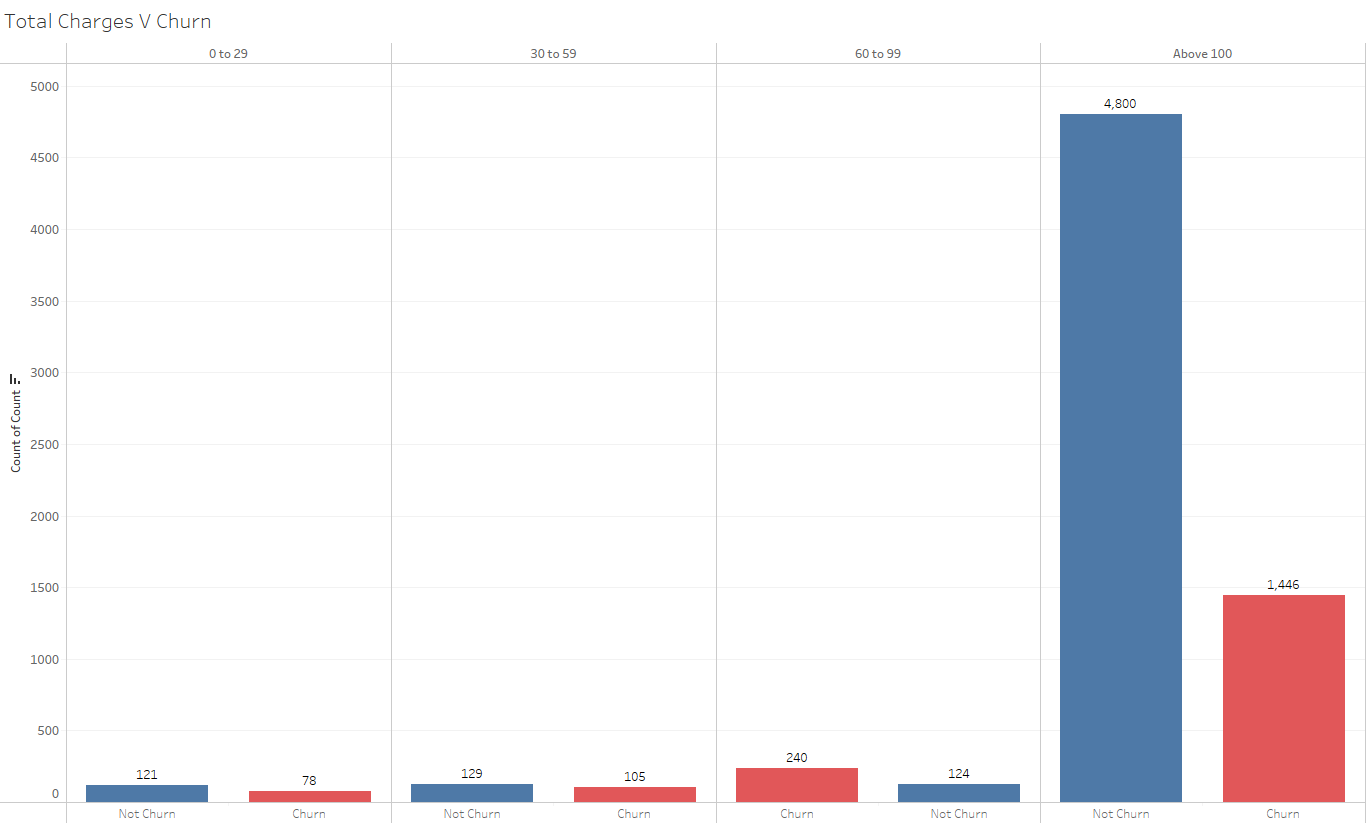 Total Charges V Churn
0 to 29
30 to 59
60 to 99
Above 100
Count of Count
5000
4500
4000
3500
3000
2500
2000
1500
1000
500
0
121
78
129
105
240
124
4,800
1,446
Not Churn
Churn
Not Churn
Churn
Churn
Not Churn
Not Churn
Churn